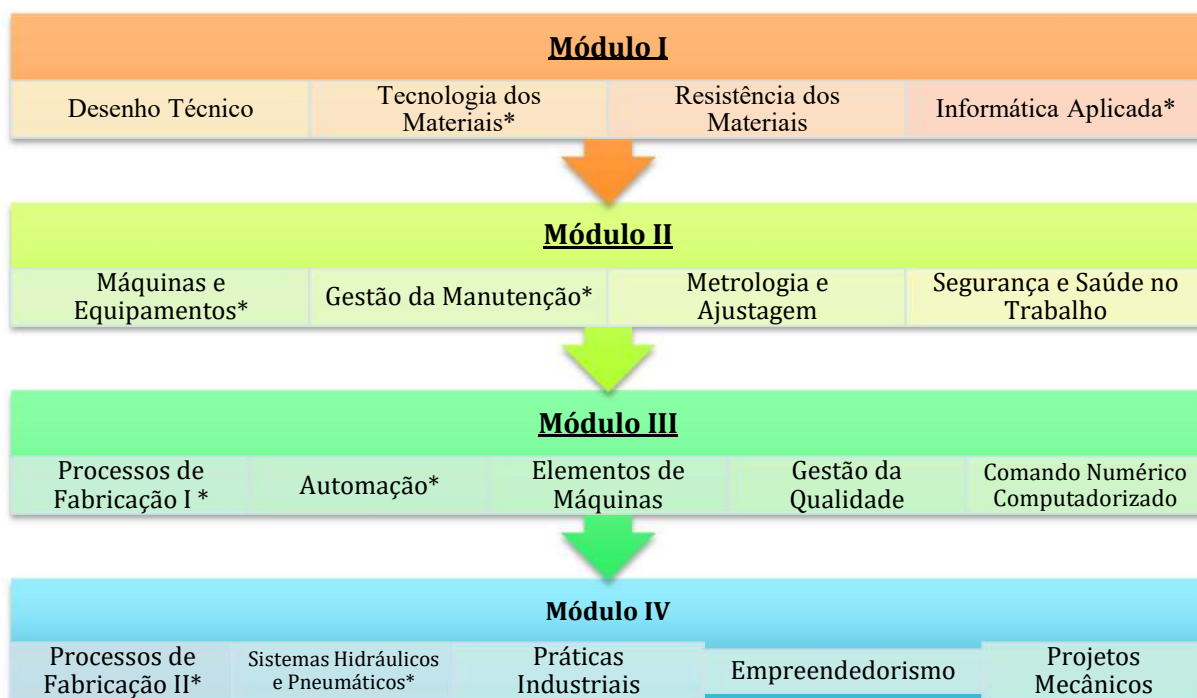 Módulo I
Desenho Técnico
Tecnologia dos
Materiais*
Resistência dos
Materiais
Informática Aplicada*
Módulo II
Máquinas e
Equipamentos*
Gestão da Manutenção*
Metrologia e
Ajustagem
Segurança e Saúde no
Trabalho
Módulo III
Processos de
Fabricação I *
Automação*
Elementos de
Máquinas
Gestão da
Qualidade
Comando Numérico
Computadorizado
Módulo IV
Processos de
Fabricação II*
Sistemas Hidráulicos
e Pneumáticos*
Práticas
Industriais
Empreendedorismo
Projetos
Mecânicos